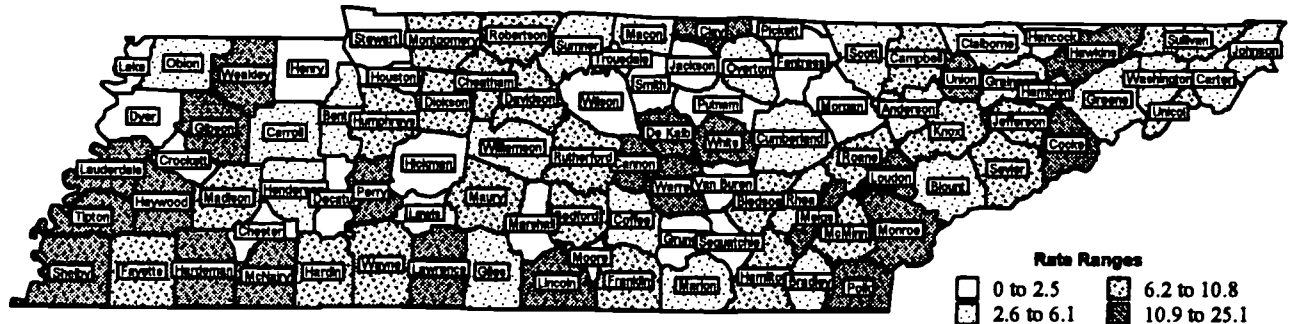 Stewart Montgomery Robertson Sumner Macon Clay Pickett Scott Claiborne Hancock Hawkins Sullivan Johnson
Lake Obion Weakley Henry Houston Cheatham Trousdale Jackson Overton Fentress Campbell Union Grainger Hamblen Washington Carter
Dyer Gibson Carroll Bent Humphreys Dickson Davidson Wilson Smith Putnam Morgan Anderson Knox Jefferson Greene Unicoi
Lauderdale Crockett Hickman Williamson Rutherford Cannon De Kalb White Cumberland Roane Loudon Blount Sevier Cocke
Tipton Haywood Madison Henderson Decatu Perry Lewis Maury Marshall Bedford Coffee Warre Van Buren Bledsoe Rhea Meigs McMinn Monroe
Chester Moore Grun Sequatchie
Shelby Fayette Hardeman McNairy Hardin Wayne Lawrence Giles Lincoln Franklin Marion Hamilto Bradley Polk
Rate Ranges
0 to 2.5 6.2 to 10.8
2.6 to 6.1 10.9 to 25.1